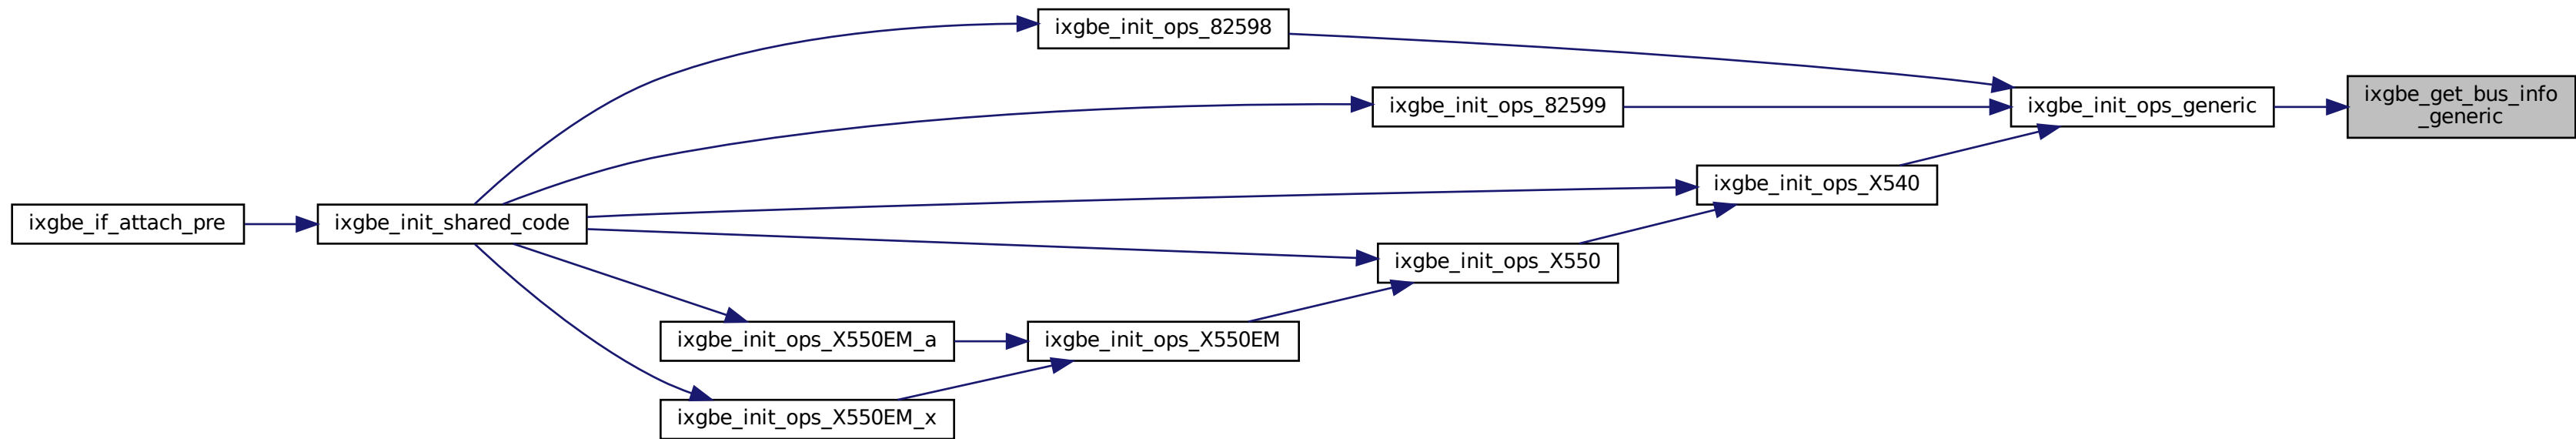 ixgbe_init_ops_82598
ixgbe_get_bus_info
_generic
ixgbe_init_ops_82599
ixgbe_init_ops_generic
ixgbe_init_ops_X540
ixgbe_if_attach_pre
ixgbe_init_shared_code
ixgbe_init_ops_X550
ixgbe_init_ops_X550EM_a
ixgbe_init_ops_X550EM
ixgbe_init_ops_X550EM_x